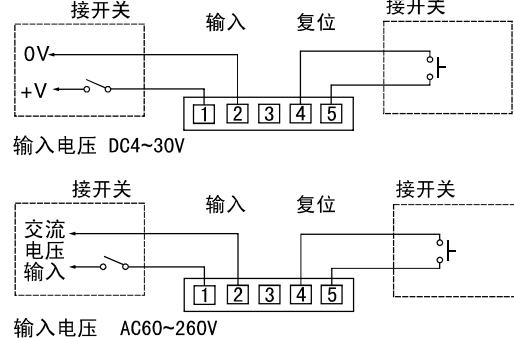 接开关 输入 复位 接开关
0V
+V
1 2 3 4 5
输入电压 DC4~30V
接开关 输入 复位 接开关
交流
电压
输入
1 2 3 4 5
输入电压 AC60~260V